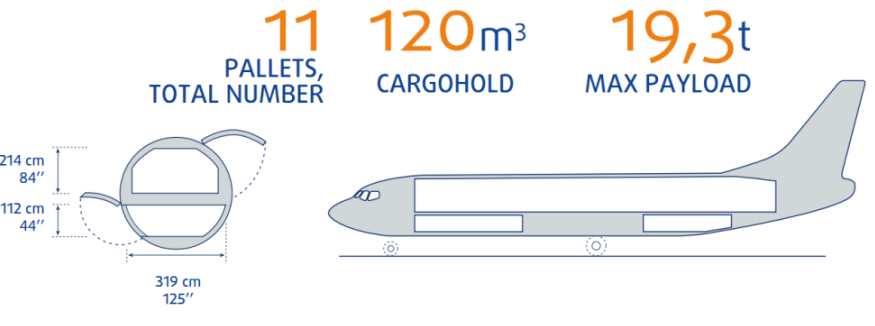 11
PALLETS,
TOTAL NUMBER
120m³
CARGOHOLD
19,3t
MAX PAYLOAD
214 cm
84’’
112 cm
44’’
319 cm
125’’